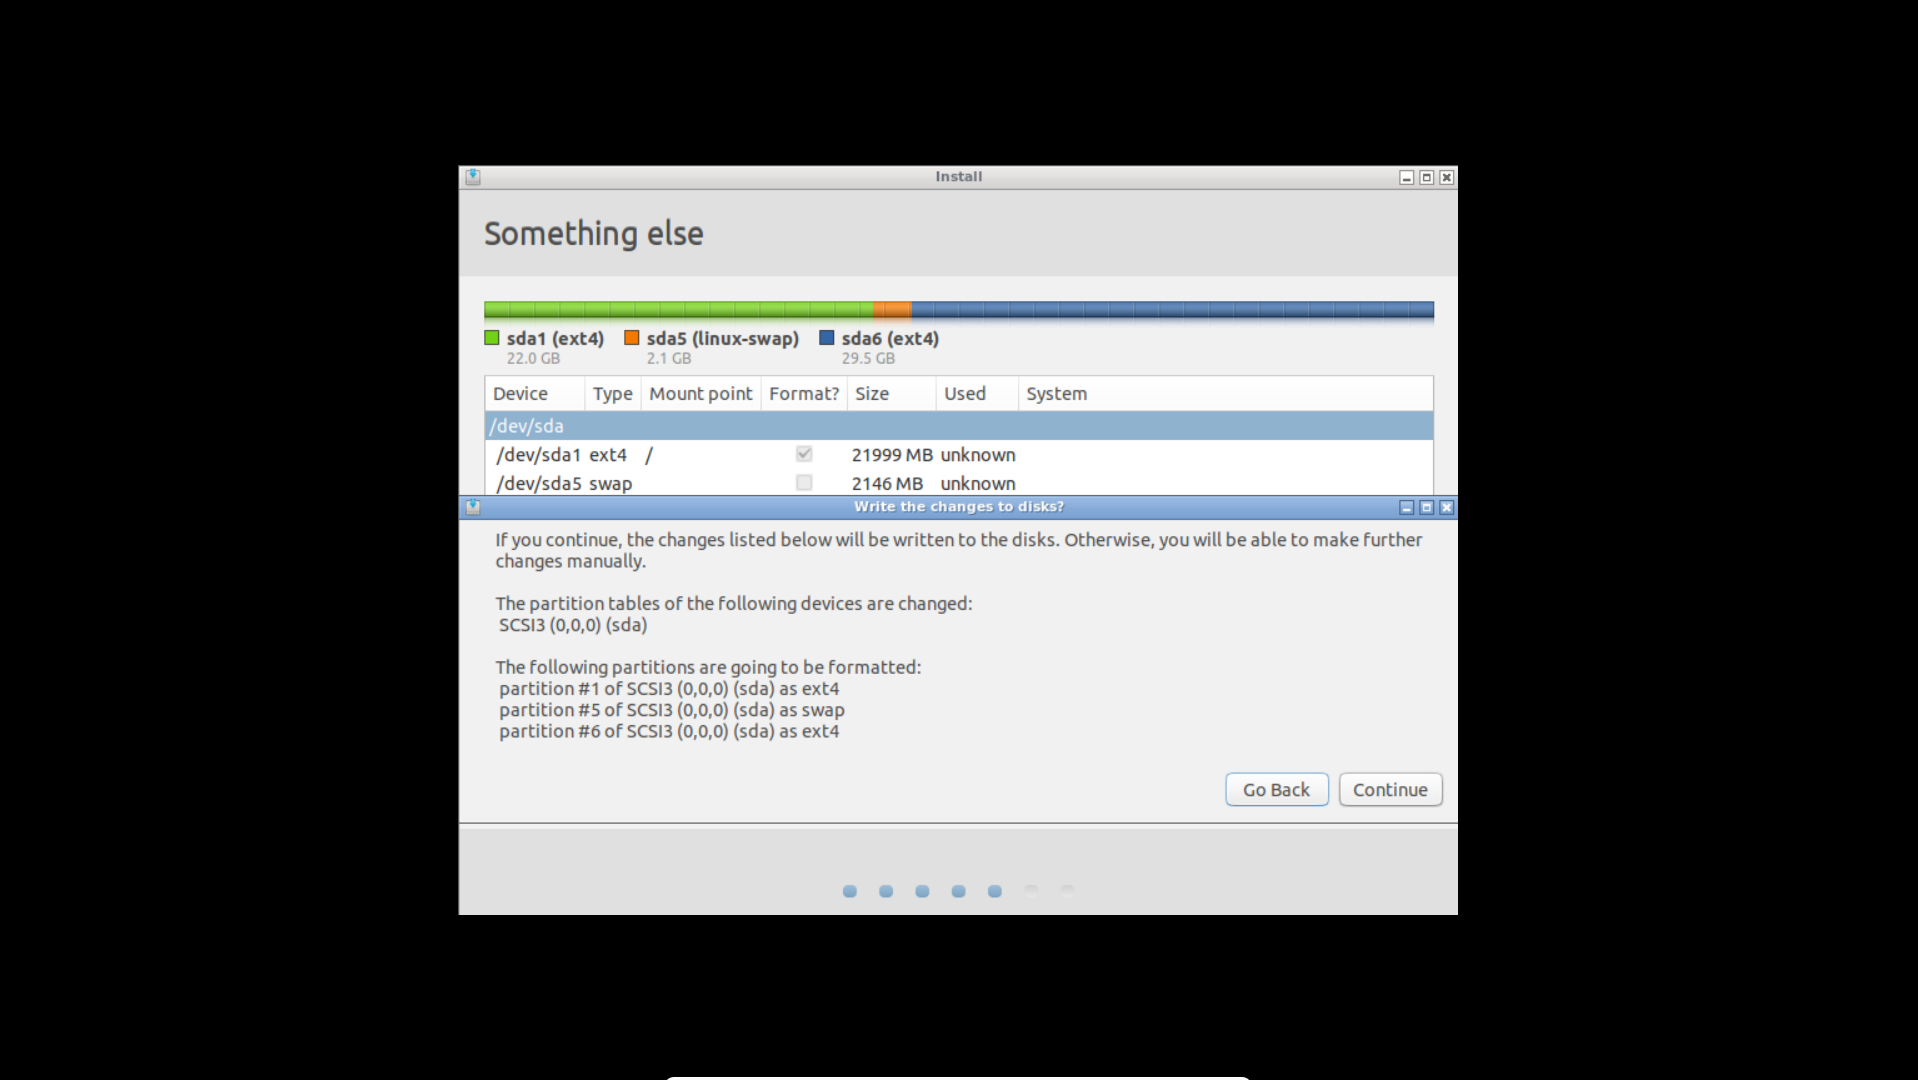 Install
Something else
sda1 (ext4) sda5 (linux-swap) sda6 (ext4)
22.0 GB 2.1 GB 29.5 GB
Device Type Mount point Format? Size Used System
/dev/sda
/dev/sda1 ext4 / 21999 MB unknown
/dev/sda5 swap 2146 MB unknown
Write the changes to disks?
If you continue, the changes listed below will be written to the disks. Otherwise, you will be able to make further
changes manually.
The partition tables of the following devices are changed:
SCSI3 (0,0,0) (sda)
The following partitions are going to be formatted:
partition #1 of SCSI3 (0,0,0) (sda) as ext4
partition #5 of SCSI3 (0,0,0) (sda) as swap
partition #6 of SCSI3 (0,0,0) (sda) as ext4
Go Back Continue